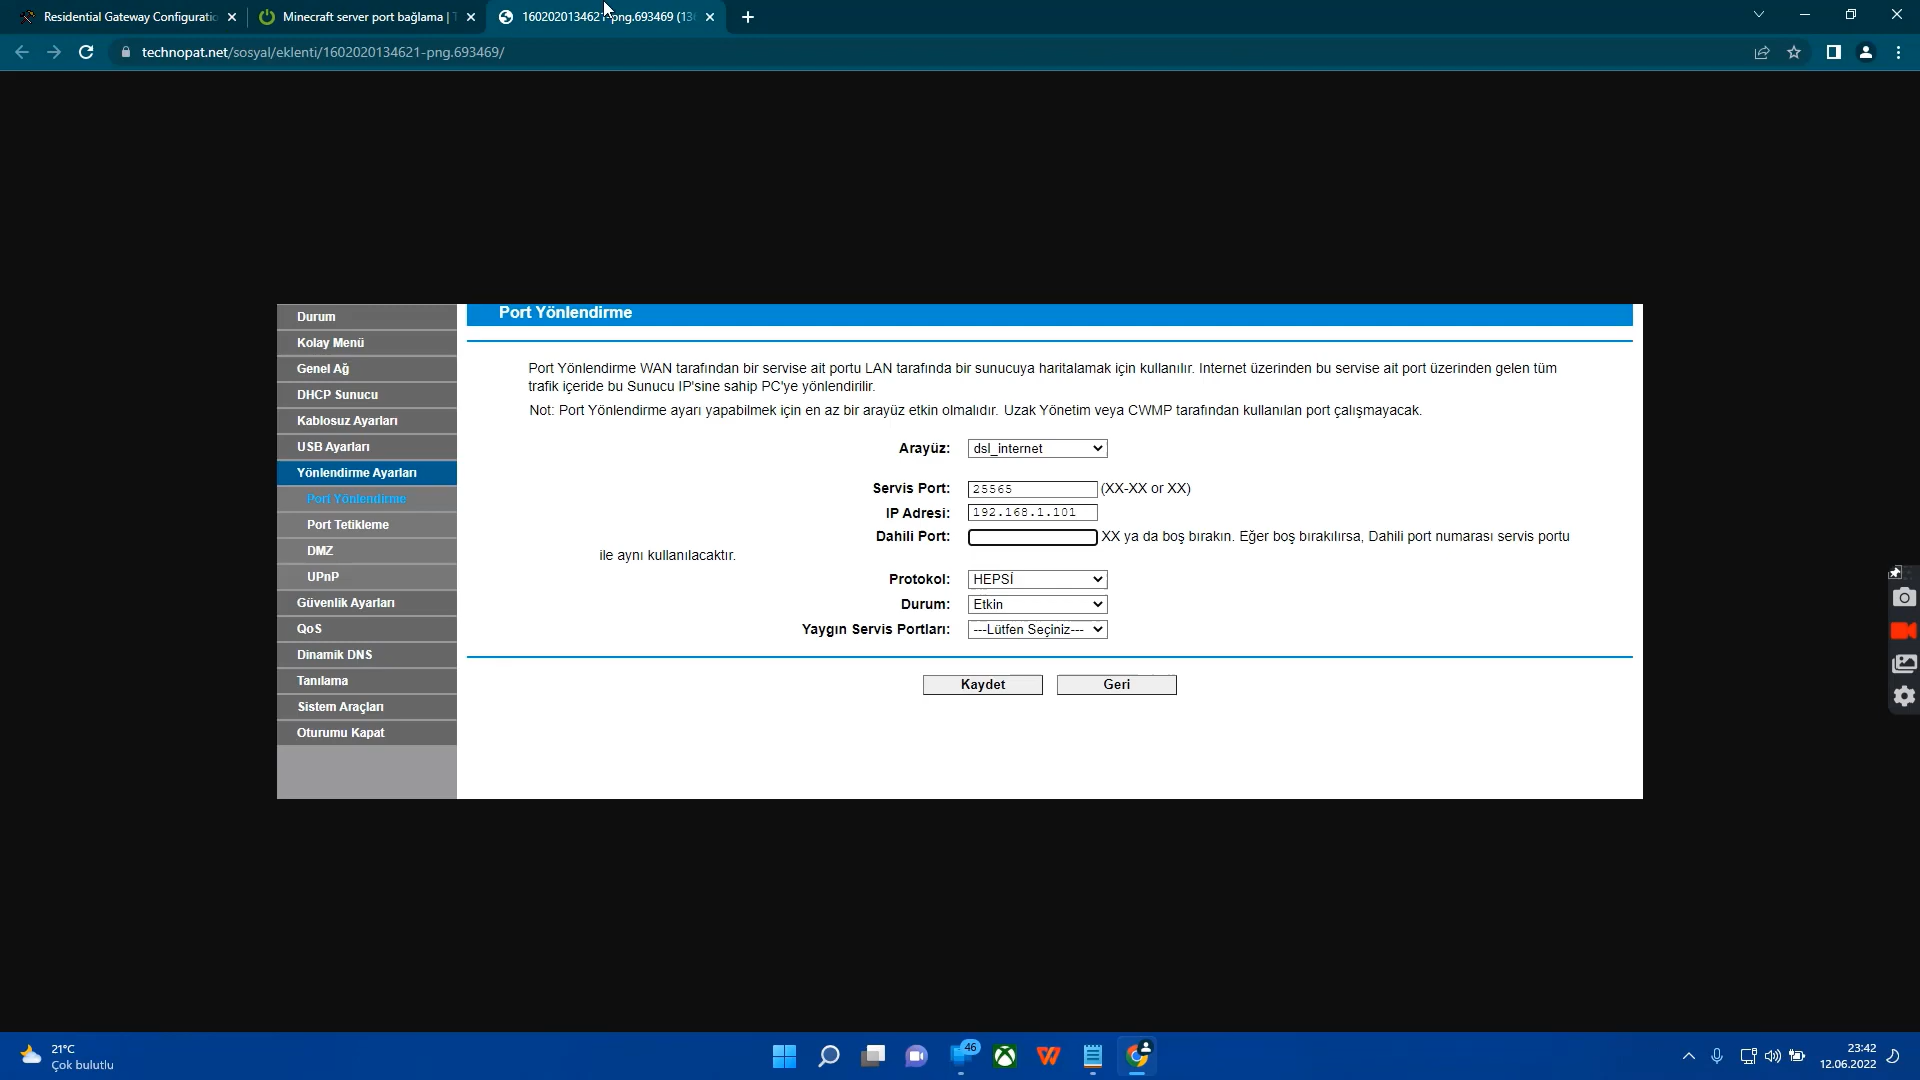 Residential Gateway Configuratio
Minecraft server port bağlama | T
1602020134621-png.693469 (136
technopat.net/sosyal/eklenti/1602020134621-png.693469/
Durum
Kolay Menü
Genel Ağ
DHCP Sunucu
Kablosuz Ayarları
USB Ayarları
Yönlendirme Ayarları
Port Yönlendirme
Port Tetikleme
DMZ
UPnP
Güvenlik Ayarları
QoS
Dinamik DNS
Tanılama
Sistem Araçları
Oturumu Kapat
Port Yönlendirme
Port Yönlendirme WAN tarafından bir servise ait portu LAN tarafında bir sunucuya haritalamak için kullanılır. Internet üzerinden bu servise ait port üzerinden gelen tüm
trafik içeride bu Sunucu IP'sine sahip PC'ye yönlendirilir.
Not: Port Yönlendirme ayarı yapabilmek için en az bir arayüz etkin olmalıdır. Uzak Yönetim veya CWMP tarafından kullanılan port çalışmayacak.
Arayüz: dsl_internet
Servis Port: 25565 (XX-XX or XX)
IP Adresi: 192.168.1.101
Dahili Port: XX ya da boş bırakın. Eğer boş bırakılırsa, Dahili port numarası servis portu
ile aynı kullanılacaktır.
Protokol: HEPSİ
Durum: Etkin
Yaygın Servis Portları: ---Lütfen Seçiniz---
Kaydet Geri
21°C
Çok bulutlu
46
23:42
12.06.2022